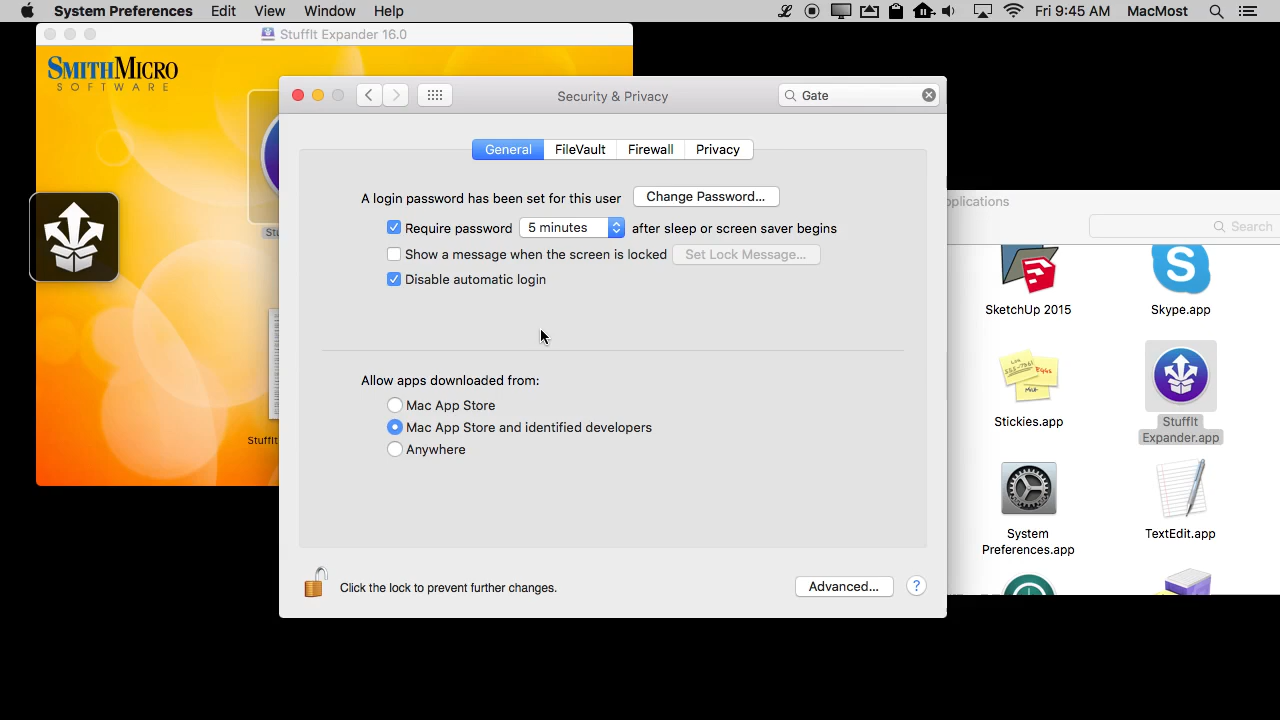 System Preferences Edit View Window Help Fri 9:45 AM MacMost
StuffIt Expander 16.0
SMITHMICRO
SOFTWARE
Security & Privacy
Gate
General FileVault Firewall Privacy
A login password has been set for this user Change Password...
Require password 5 minutes after sleep or screen saver begins
Show a message when the screen is locked Set Lock Message...
Disable automatic login
Allow apps downloaded from:
Mac App Store
Mac App Store and identified developers
Anywhere
Click the lock to prevent further changes.
Advanced... ?
Stu
StuffIt
pplications
Search
SketchUp 2015 Skype.app
Stickies.app StuffIt
Expander.app
System
Preferences.app
TextEdit.app